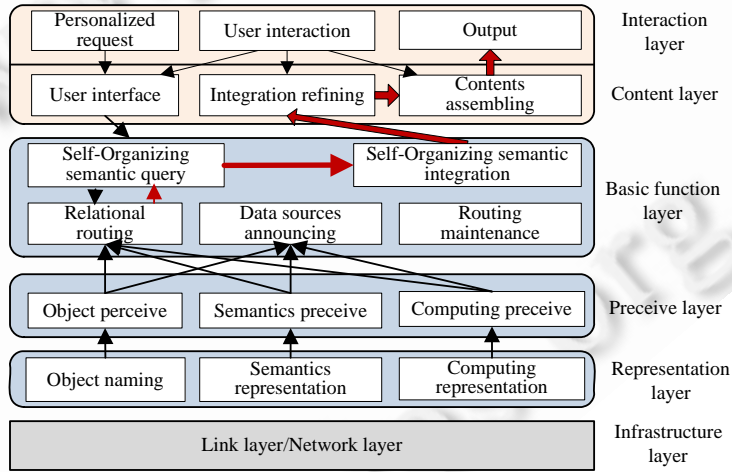 Personalized
request
User interaction
Output
Interaction
layer
User interface
Integration refining
Contents
assembling
Content layer
Self-Organizing
semantic query
Self-Organizing semantic
integration
Basic function
layer
Relational
routing
Data sources
announcing
Routing
maintenance
Object perceive
Semantics preceive
Computing preceive
Preceive layer
Object naming
Semantics
representation
Computing
representation
Representation
layer
Link layer/Network layer
Infrastructure
layer